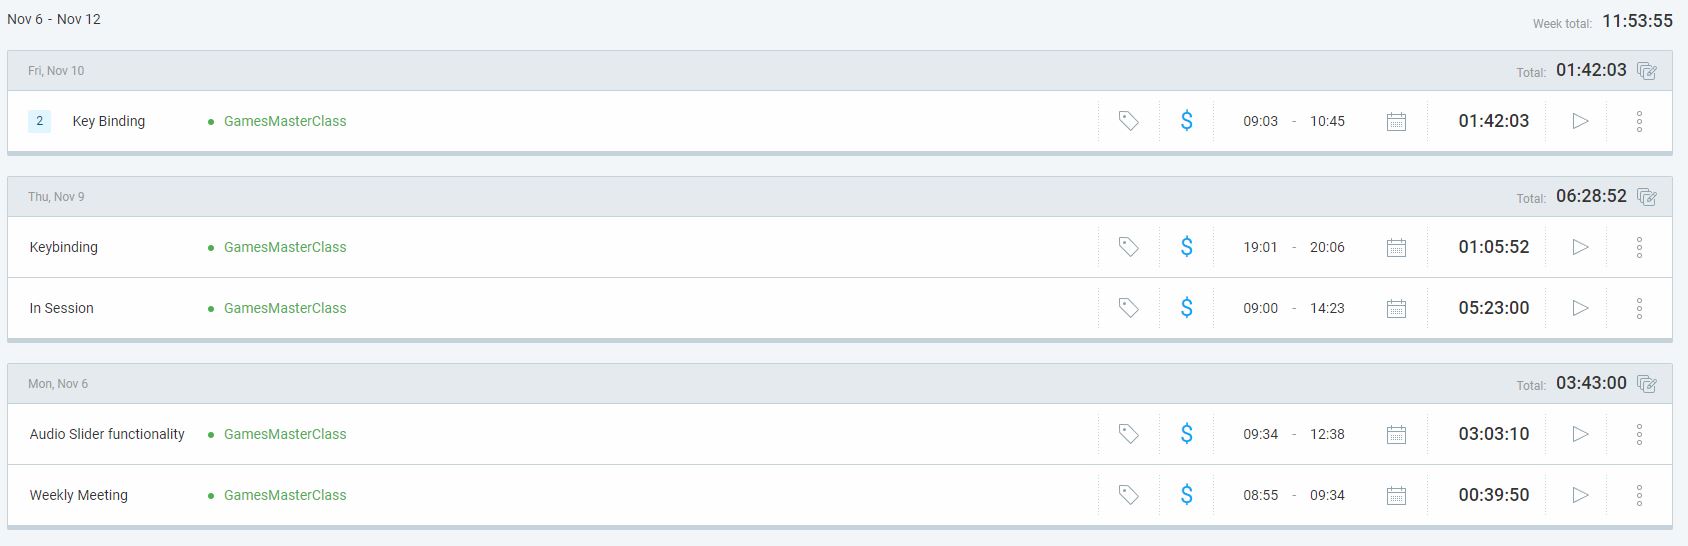 Nov 6 - Nov 12 Week total: 11:53:55
Fri, Nov 10 Total: 01:42:03
2 Key Binding GamesMasterClass $ 09:03 - 10:45 01:42:03
Thu, Nov 9 Total: 06:28:52
Keybinding GamesMasterClass $ 19:01 - 20:06 01:05:52
In Session GamesMasterClass $ 09:00 - 14:23 05:23:00
Mon, Nov 6 Total: 03:43:00
Audio Slider functionality GamesMasterClass $ 09:34 - 12:38 03:03:10
Weekly Meeting GamesMasterClass $ 08:55 - 09:34 00:39:50